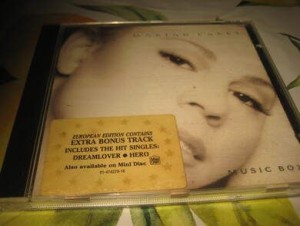 MARIAH CAREY
EUROPEAN EDITION CONTAINS
EXTRA BONUS TRACK
INCLUDES THE HIT SINGLES:
DREAMLOVER ● HERO
Also available on Mini Disc
MUSIC BOX